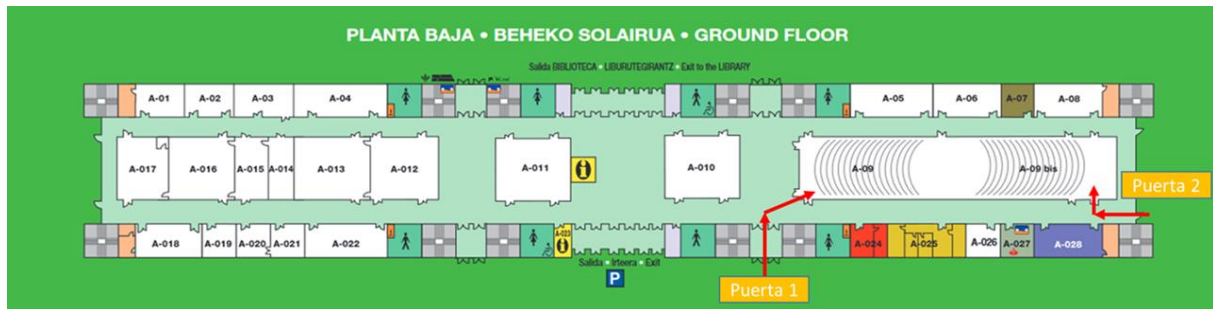 PLANTA BAJA • BEHEKO SOLAIRUA • GROUND FLOOR
Salida BIBLIOTECA • LIBURUTEGIRANTZ • Exit to the LIBRARY
A-01 A-02 A-03 A-04 A-05 A-06 A-07 A-08
A-017 A-016 A-015 A-014 A-013 A-012 A-011 A-010 A-09 A-09 bis
Puerta 2
A-018 A-019 A-020 A-021 A-022 A-023 A-024 A-025 A-026 A-027 A-028
Salida • Irteera • Exit
P
Puerta 1